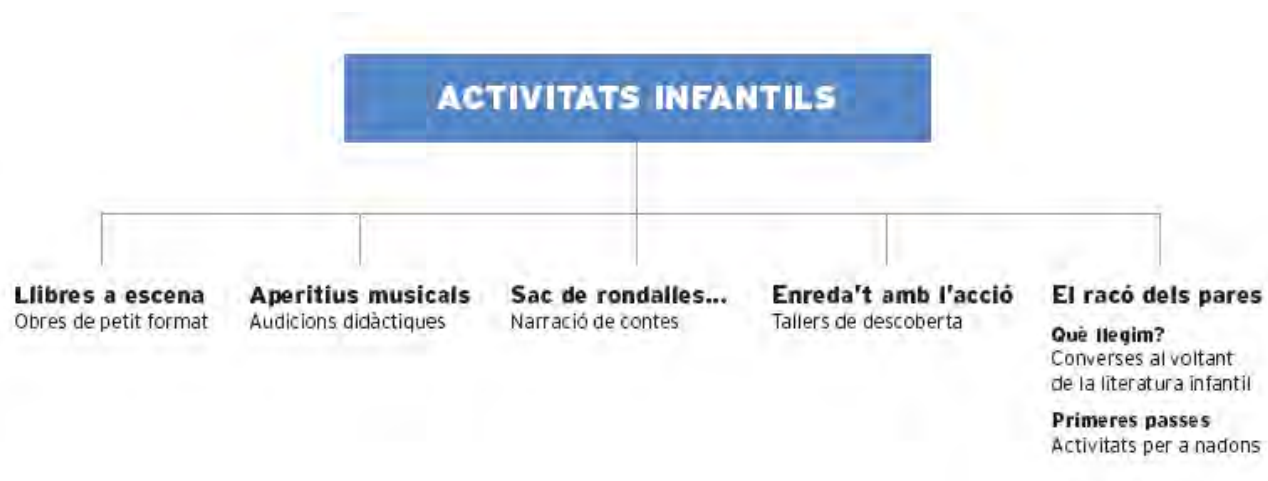 ACTIVITATS INFANTILS
Llibres a escena
Obres de petit format
Aperitius musicals
Audicions didàctiques
Sac de rondalles...
Narració de contes
Enreda't amb l'acció
Tallers de descoberta
El racó dels pares
Què llegim?
Converses al voltant
de la literatura infantil
Primeres passes
Activitats per a nadons